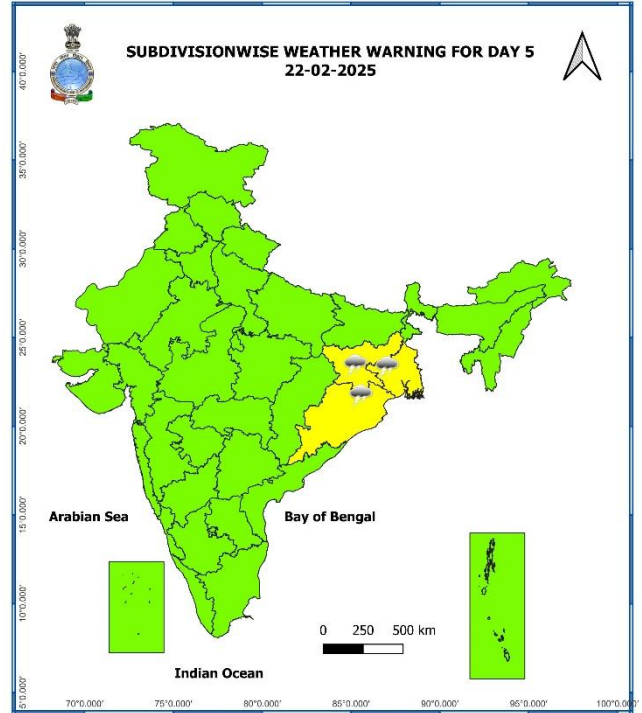 SUBDIVISIONWISE WEATHER WARNING FOR DAY 5
22-02-2025
40°0.000'
35°0.000'
30°0.000'
25°0.000'
20°0.000'
15°0.000'
10°0.000'
5°0.000'
Arabian Sea
Bay of Bengal
0 250 500 km
Indian Ocean
70°0.000' 75°0.000' 80°0.000' 85°0.000' 90°0.000' 95°0.000' 100°0.000'